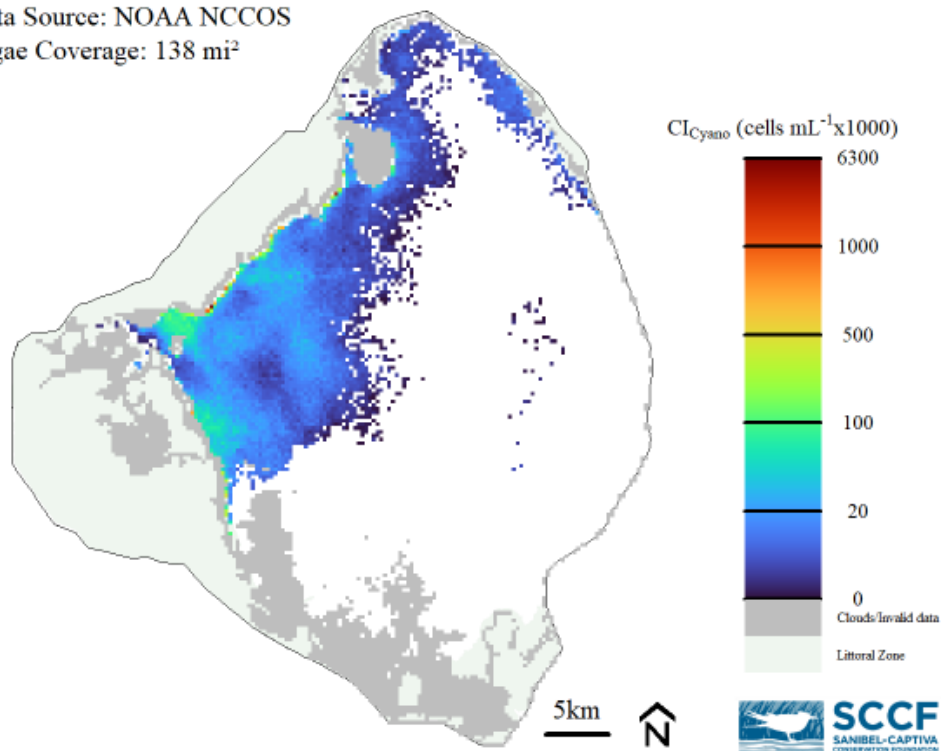 ta Source: NOAA NCCOS
gae Coverage: 138 mi²
CI_Cyano (cells mL⁻¹x1000)
6300
1000
500
100
20
0
Clouds/Invalid data
Littoral Zone
5km
N
SCCF
SANIBEL-CAPTIVA
CONSERVATION FOUNDATION